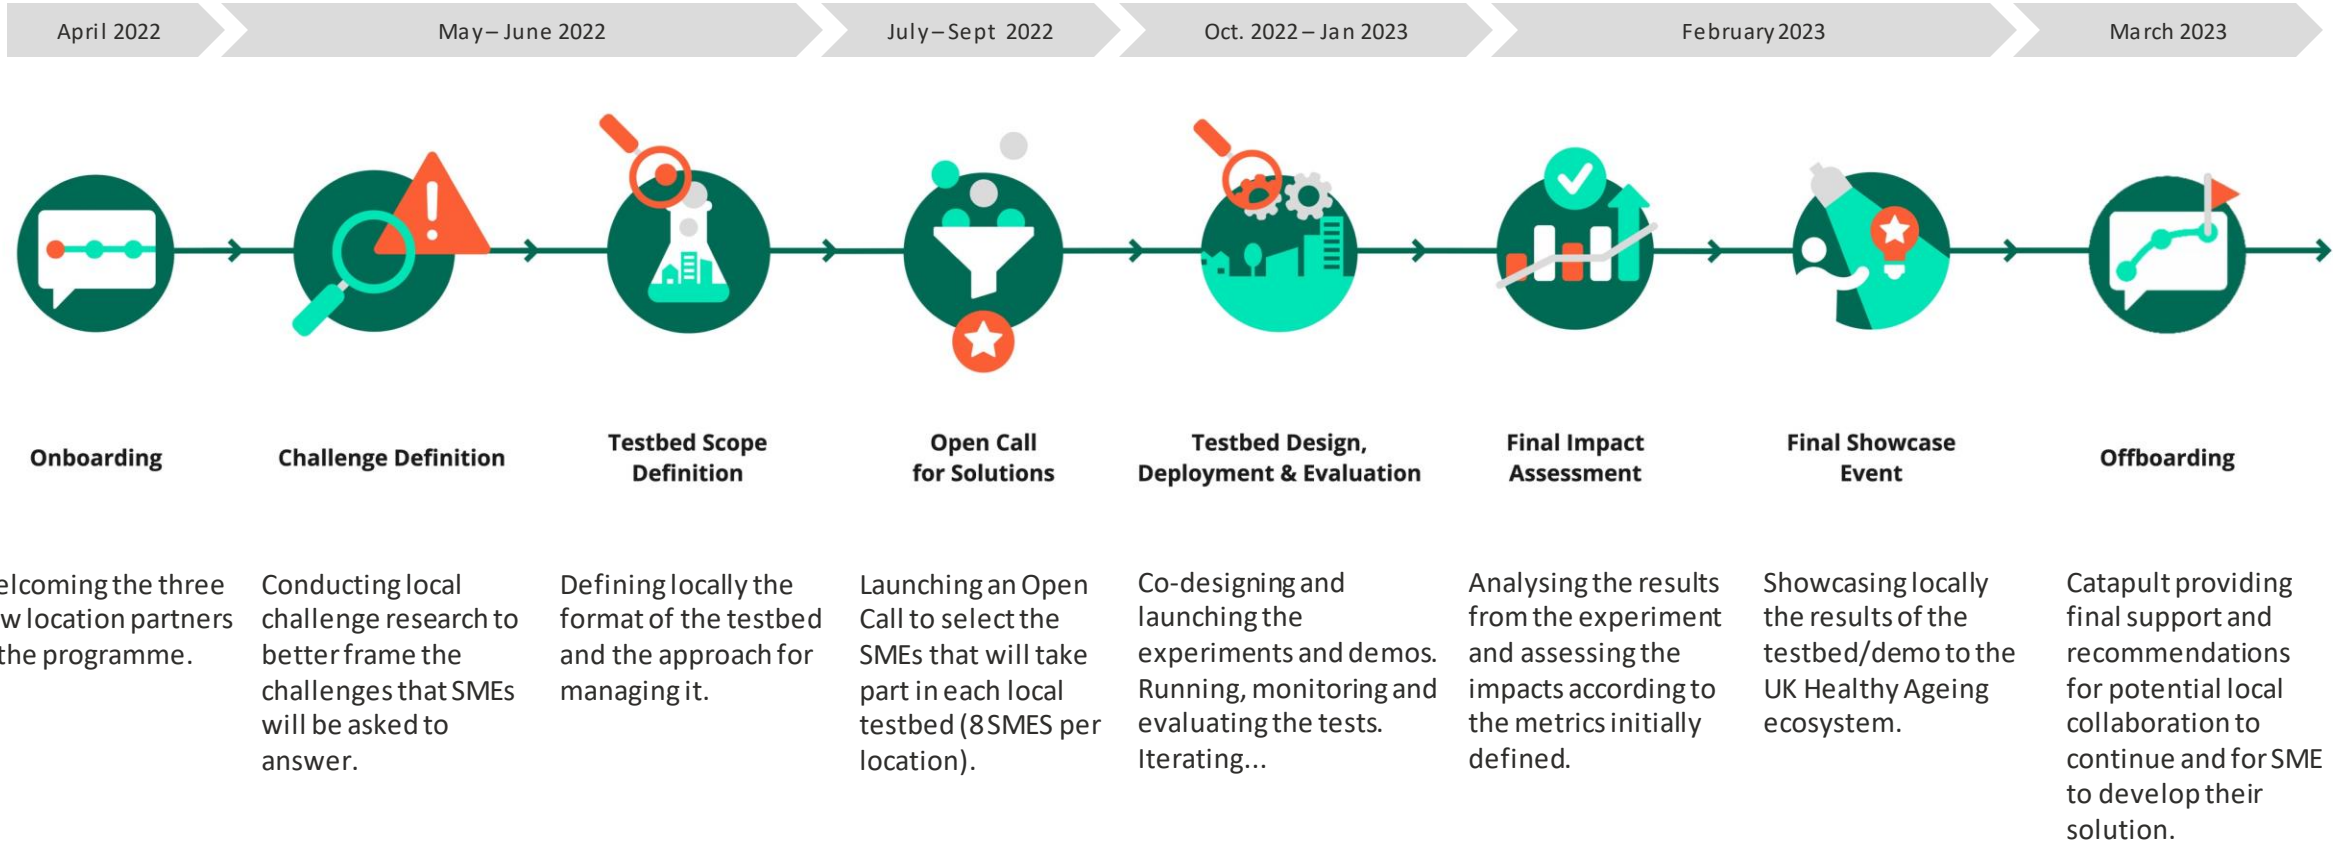 April 2022
May – June 2022
July – Sept 2022
Oct. 2022 – Jan 2023
February 2023
March 2023
Onboarding
Challenge Definition
Testbed Scope
Definition
Open Call
for Solutions
Testbed Design,
Deployment & Evaluation
Final Impact
Assessment
Final Showcase
Event
Offboarding
the three
location partners
the programme.
Conducting local
challenge research to
better frame the
challenges that SMEs
will be asked to
answer.
Defining locally the
format of the testbed
and the approach for
managing it.
Launching an Open
Call to select the
SMEs that will take
part in each local
testbed (8 SMES per
location).
Co-designing and
launching the
experiments and demos.
Running, monitoring and
evaluating the tests.
Iterating...
Analysing the results
from the experiment
and assessing the
impacts according to
the metrics initially
defined.
Showcasing locally
the results of the
testbed/demo to the
UK Healthy Ageing
ecosystem.
Catapult providing
final support and
recommendations
for potential local
collaboration to
continue and for SME
to develop their
solution.